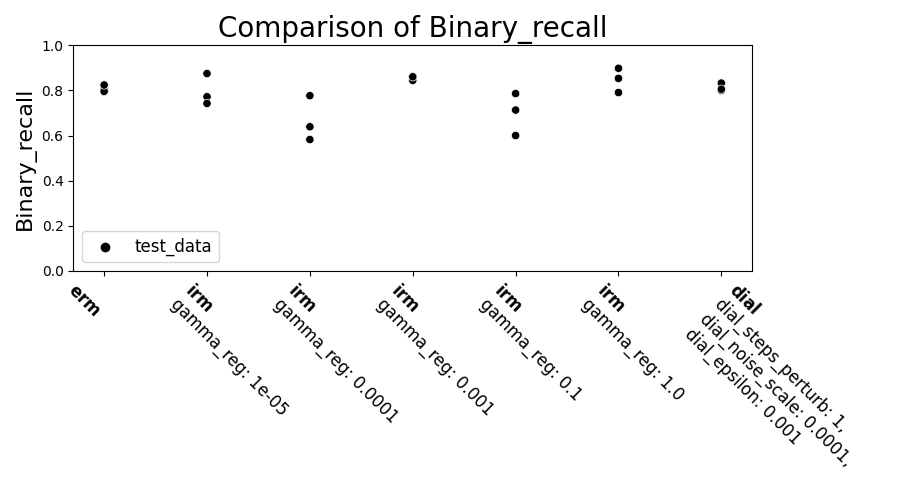 Comparison of Binary_recall
Binary_recall
1.0
0.8
0.6
0.4
0.2
0.0
test_data
erm
irm
gamma_reg: 1e-05
irm
gamma_reg: 0.0001
irm
gamma_reg: 0.001
irm
gamma_reg: 0.1
irm
gamma_reg: 1.0
dial
dial_steps_perturb: 1,
dial_noise_scale: 0.0001,
dial_epsilon: 0.001